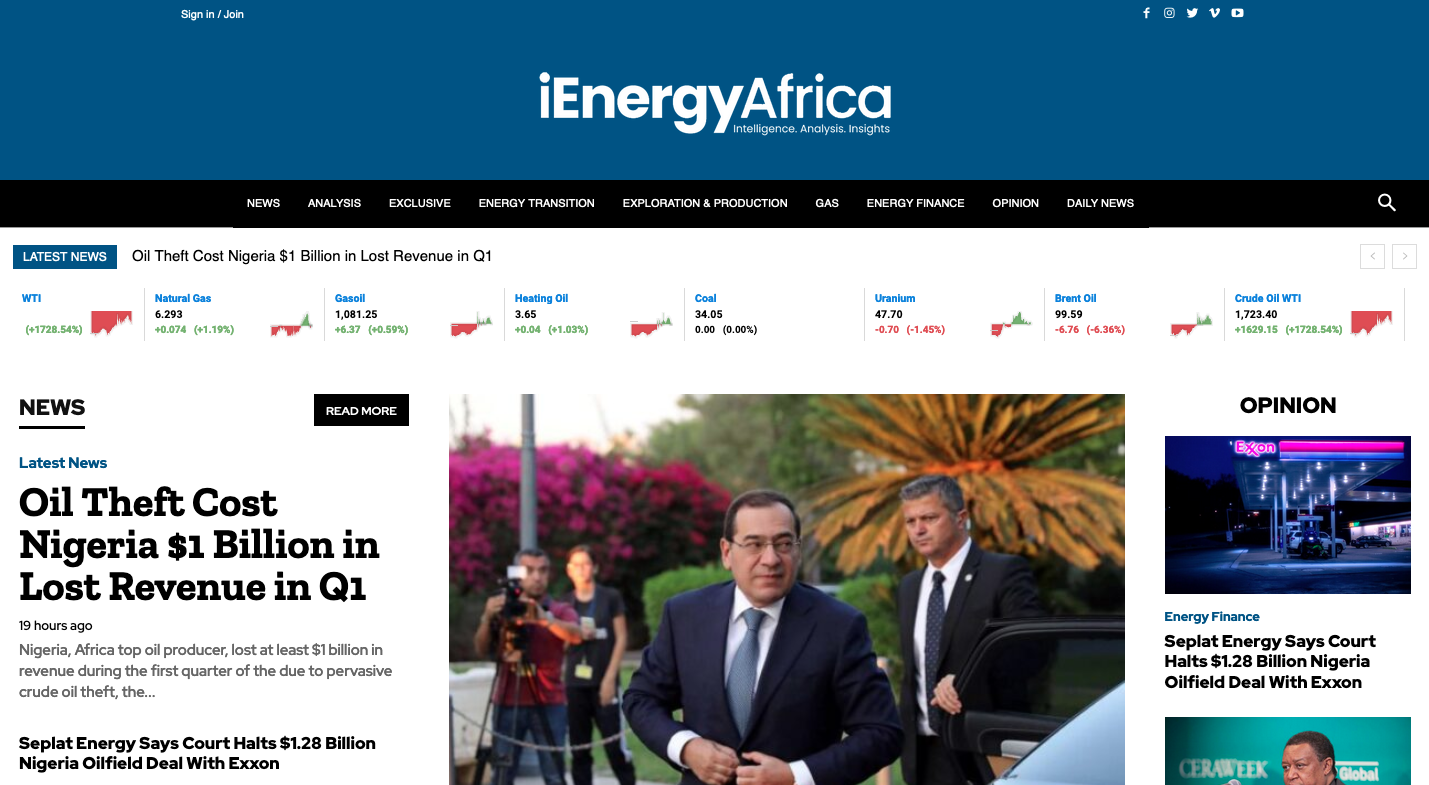 Sign in / Join
iEnergyAfrica
Intelligence. Analysis. Insights
NEWS ANALYSIS EXCLUSIVE ENERGY TRANSITION EXPLORATION & PRODUCTION GAS ENERGY FINANCE OPINION DAILY NEWS
LATEST NEWS Oil Theft Cost Nigeria $1 Billion in Lost Revenue in Q1
WTI
(+1728.54%)
Natural Gas
6.293
+0.074 (+1.19%)
Gasoil
1,081.25
+6.37 (+0.59%)
Heating Oil
3.65
+0.04 (+1.03%)
Coal
34.05
0.00 (0.00%)
Uranium
47.70
-0.70 (-1.45%)
Brent Oil
99.59
-6.76 (-6.36%)
Crude Oil WTI
1,723.40
+1629.15 (+1728.54%)
NEWS
READ MORE
Latest News
Oil Theft Cost
Nigeria $1 Billion in
Lost Revenue in Q1
19 hours ago
Nigeria, Africa top oil producer, lost at least $1 billion in
revenue during the first quarter of the due to pervasive
crude oil theft, the...
Seplat Energy Says Court Halts $1.28 Billion
Nigeria Oilfield Deal With Exxon
OPINION
Exxon
Energy Finance
Seplat Energy Says Court
Halts $1.28 Billion Nigeria
Oilfield Deal With Exxon
CERAWEEK
Global